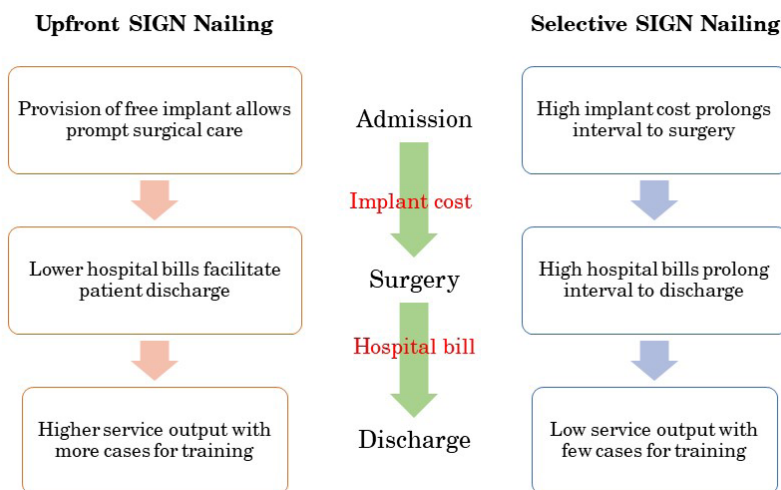 Upfront SIGN Nailing
Provision of free implant allows
prompt surgical care
Lower hospital bills facilitate
patient discharge
Higher service output with
more cases for training
Admission
Implant cost
Surgery
Hospital bill
Discharge
Selective SIGN Nailing
High implant cost prolongs
interval to surgery
High hospital bills prolong
interval to discharge
Low service output with
few cases for training